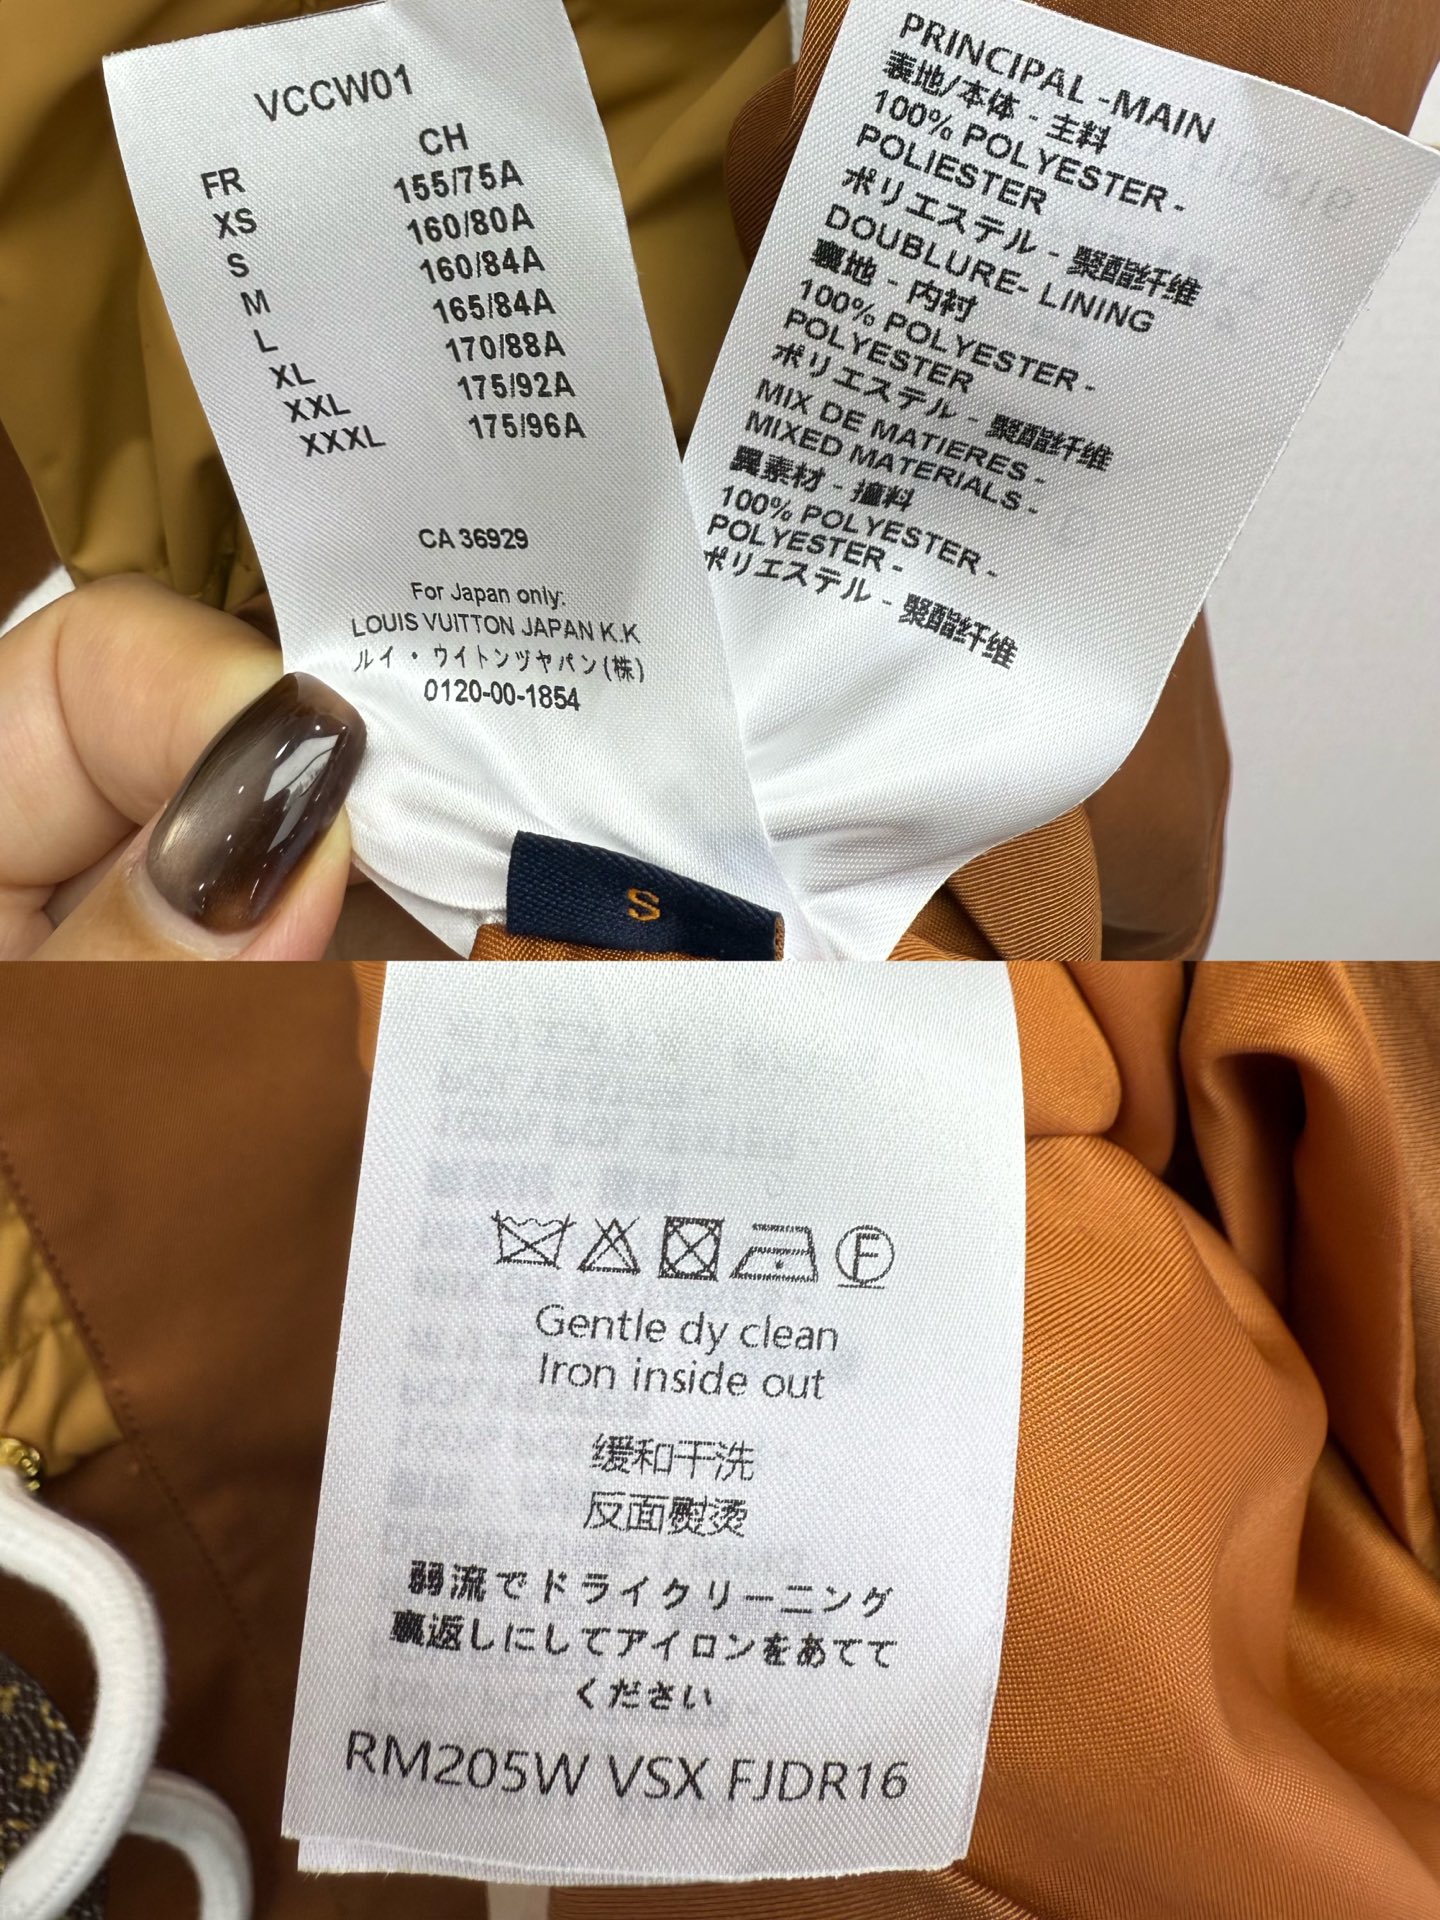 VCCW01
FR CH
XS 155/75A
S 160/80A
M 160/84A
L 165/84A
XL 170/88A
XXL 175/92A
XXXL 175/96A
CA 36929
For Japan only:
LOUIS VUITTON JAPAN K.K
ルイ・ウイトンヅヤパン(株)
0120-00-1854
S
PRINCIPAL -MAIN
表地/本体 - 主料
100% POLYESTER -
POLIESTER
ポリエステル - 聚酯纤维
DOUBLURE- LINING
裏地 - 内衬
100% POLYESTER -
POLYESTER
ポリエステル - 聚酯纤维
MIX DE MATIERES -
MIXED MATERIALS -
異素材 - 撞料
100% POLYESTER -
POLYESTER -
ポリエステル - 聚酯纤维
F
Gentle dy clean
Iron inside out
缓和干洗
反面熨烫
弱流でドライクリーニング
裏返しにしてアイロンをあてて
ください
RM205W VSX FJDR16